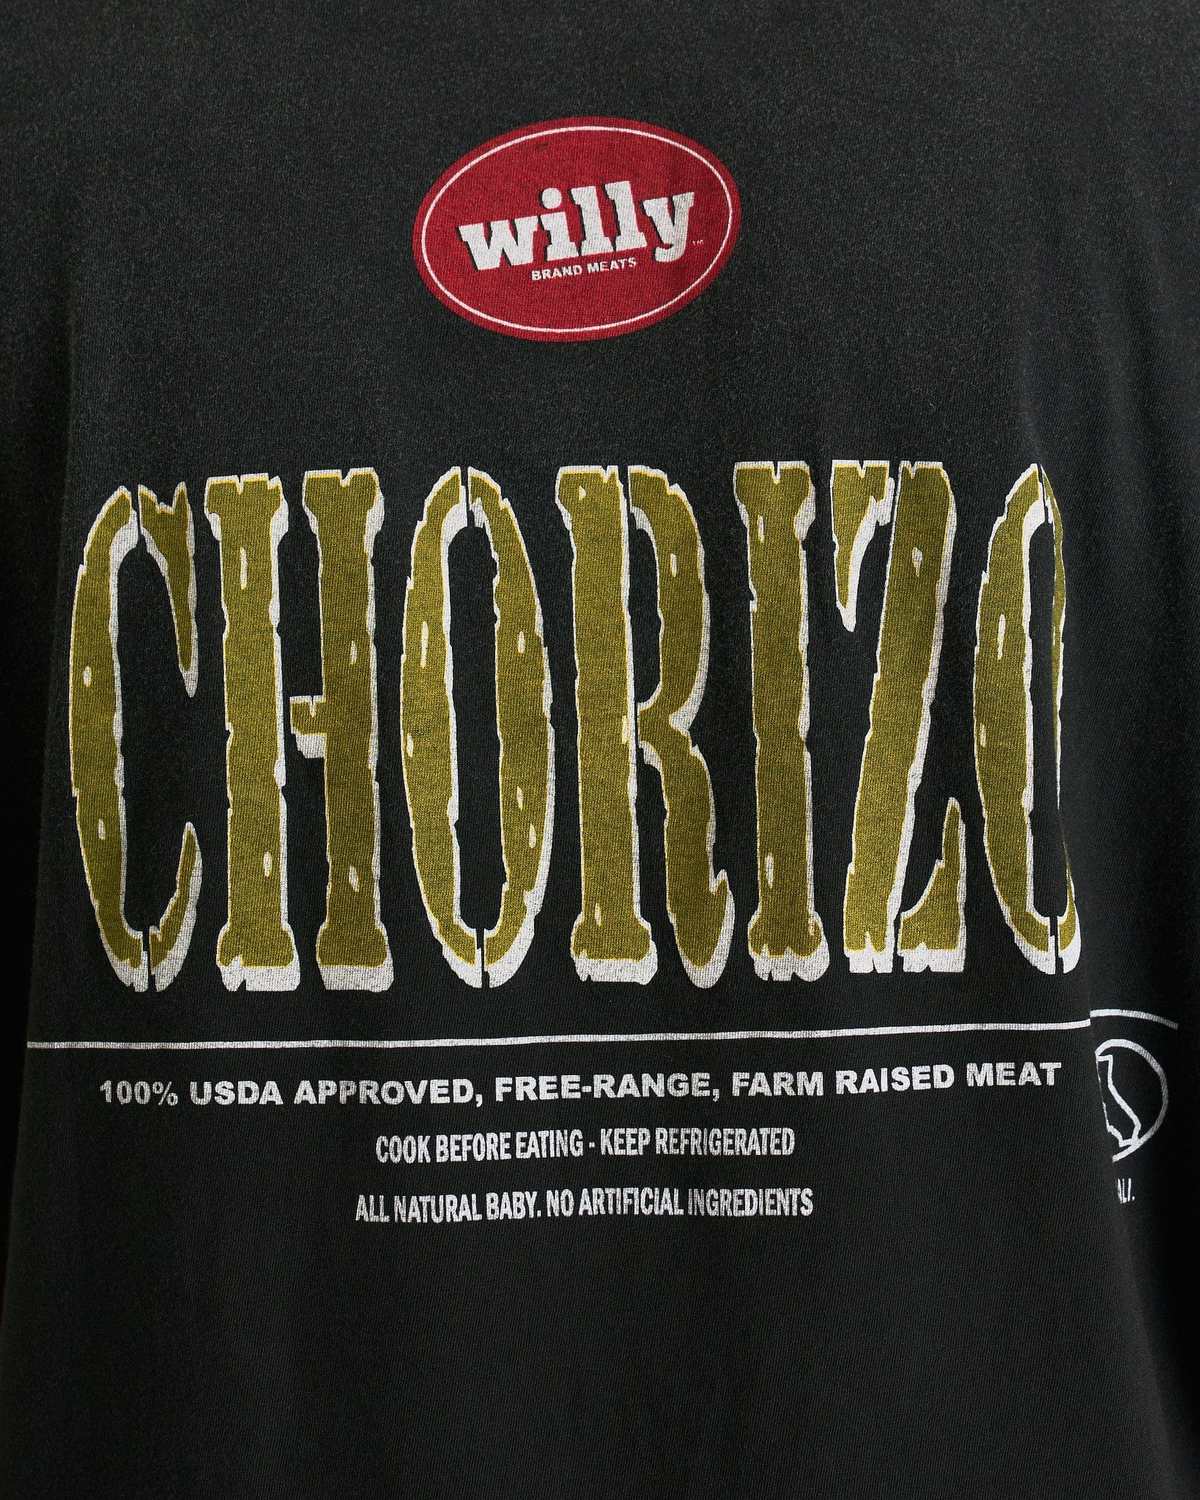 willy™
BRAND MEATS
CHORIZO
100% USDA APPROVED, FREE-RANGE, FARM RAISED MEAT
COOK BEFORE EATING - KEEP REFRIGERATED
ALL NATURAL BABY. NO ARTIFICIAL INGREDIENTS